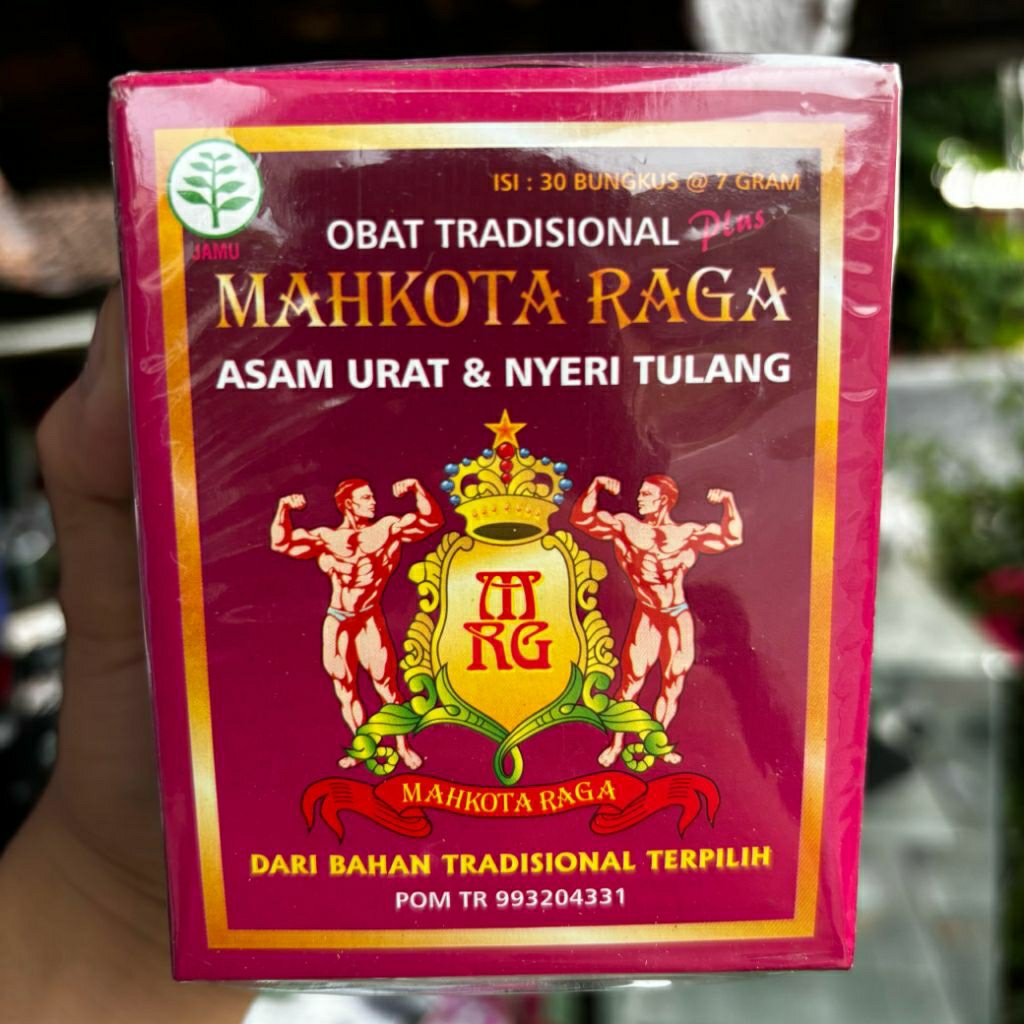 ISI : 30 BUNGKUS @ 7 GRAM
JAMU
OBAT TRADISIONAL Plus
MAHKOTA RAGA
ASAM URAT & NYERI TULANG
MRG
MAHKOTA RAGA
DARI BAHAN TRADISIONAL TERPILIH
POM TR 993204331